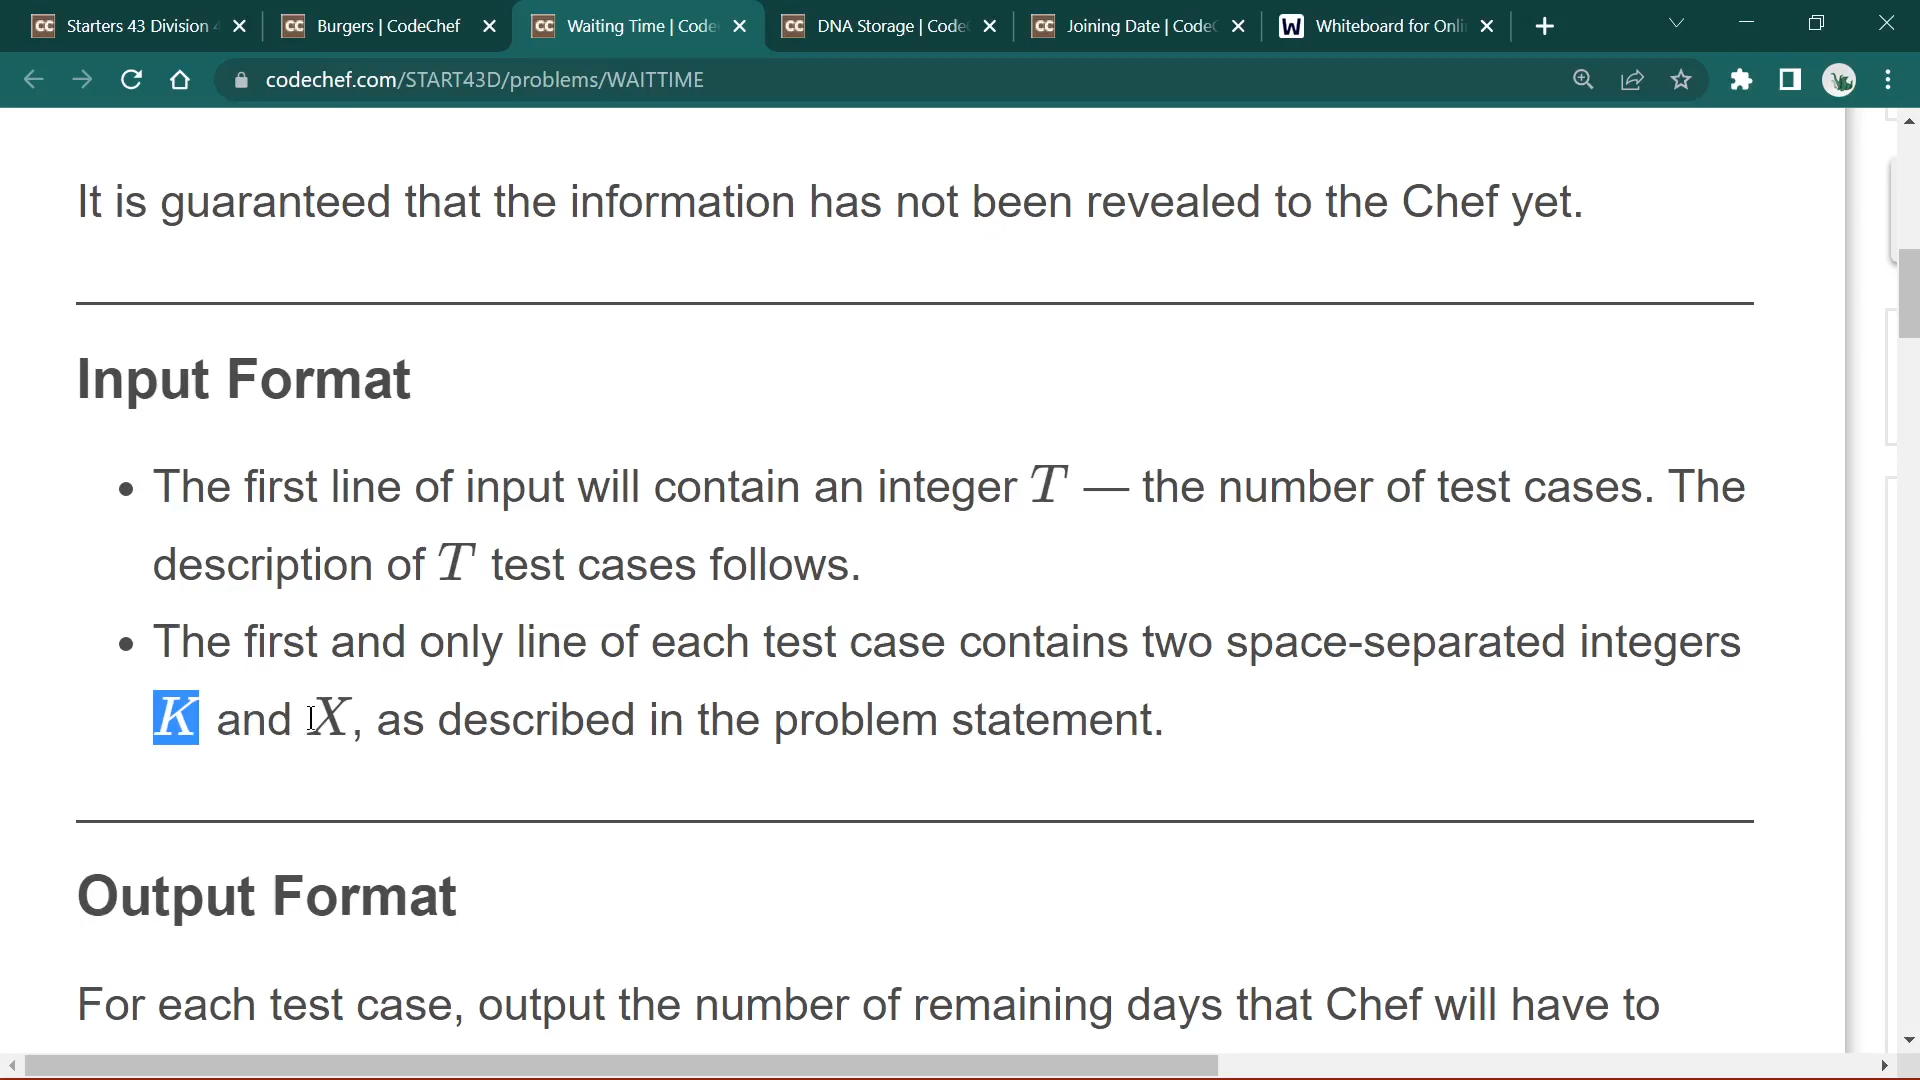 Starters 43 Division
Burgers | CodeChef
Waiting Time | Code
DNA Storage | Code
Joining Date | Code
Whiteboard for Onli
codechef.com/START43D/problems/WAITTIME
It is guaranteed that the information has not been revealed to the Chef yet.
Input Format
• The first line of input will contain an integer T — the number of test cases. The
description of T test cases follows.
• The first and only line of each test case contains two space-separated integers
K and X, as described in the problem statement.
Output Format
For each test case, output the number of remaining days that Chef will have to